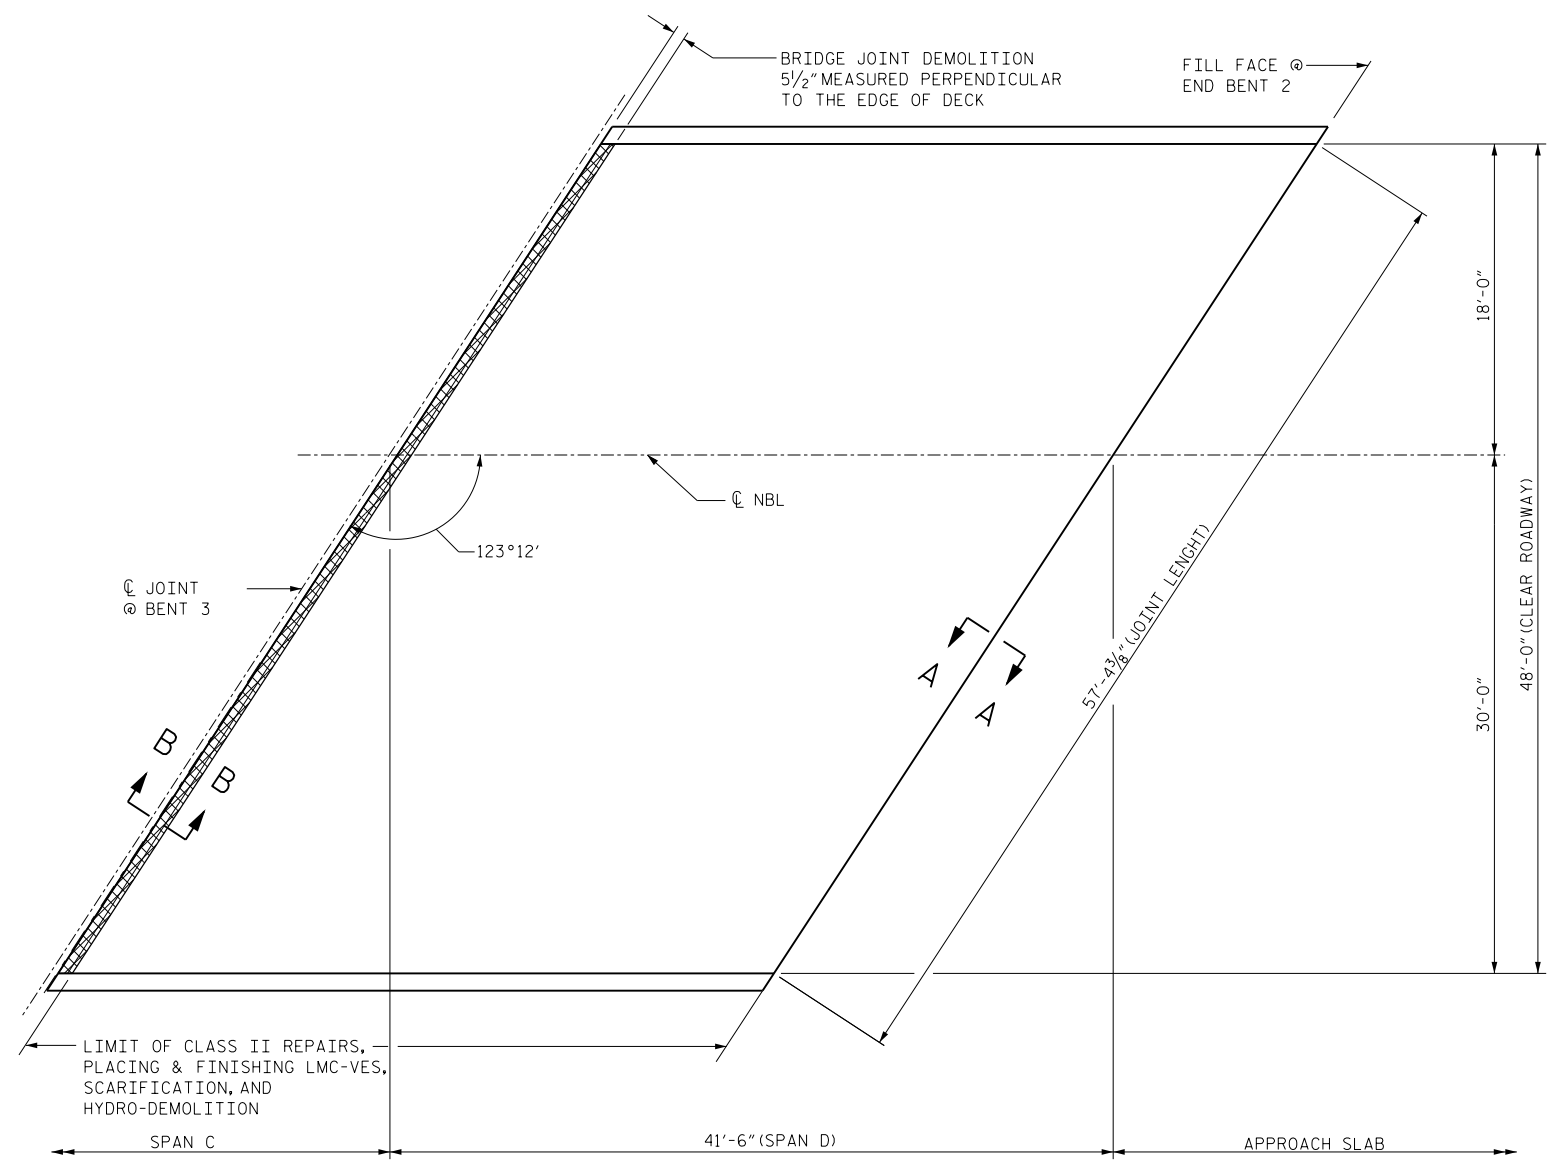 BRIDGE JOINT DEMOLITION
5½" MEASURED PERPENDICULAR
TO THE EDGE OF DECK
FILL FACE @
END BENT 2
18'-0"
℄ NBL
123°12'
℄ JOINT
@ BENT 3
57'-4⅜" (JOINT LENGHT)
48'-0" (CLEAR ROADWAY)
30'-0"
A
A
B
B
LIMIT OF CLASS II REPAIRS,
PLACING & FINISHING LMC-VES,
SCARIFICATION, AND
HYDRO-DEMOLITION
SPAN C
41'-6" (SPAN D)
APPROACH SLAB